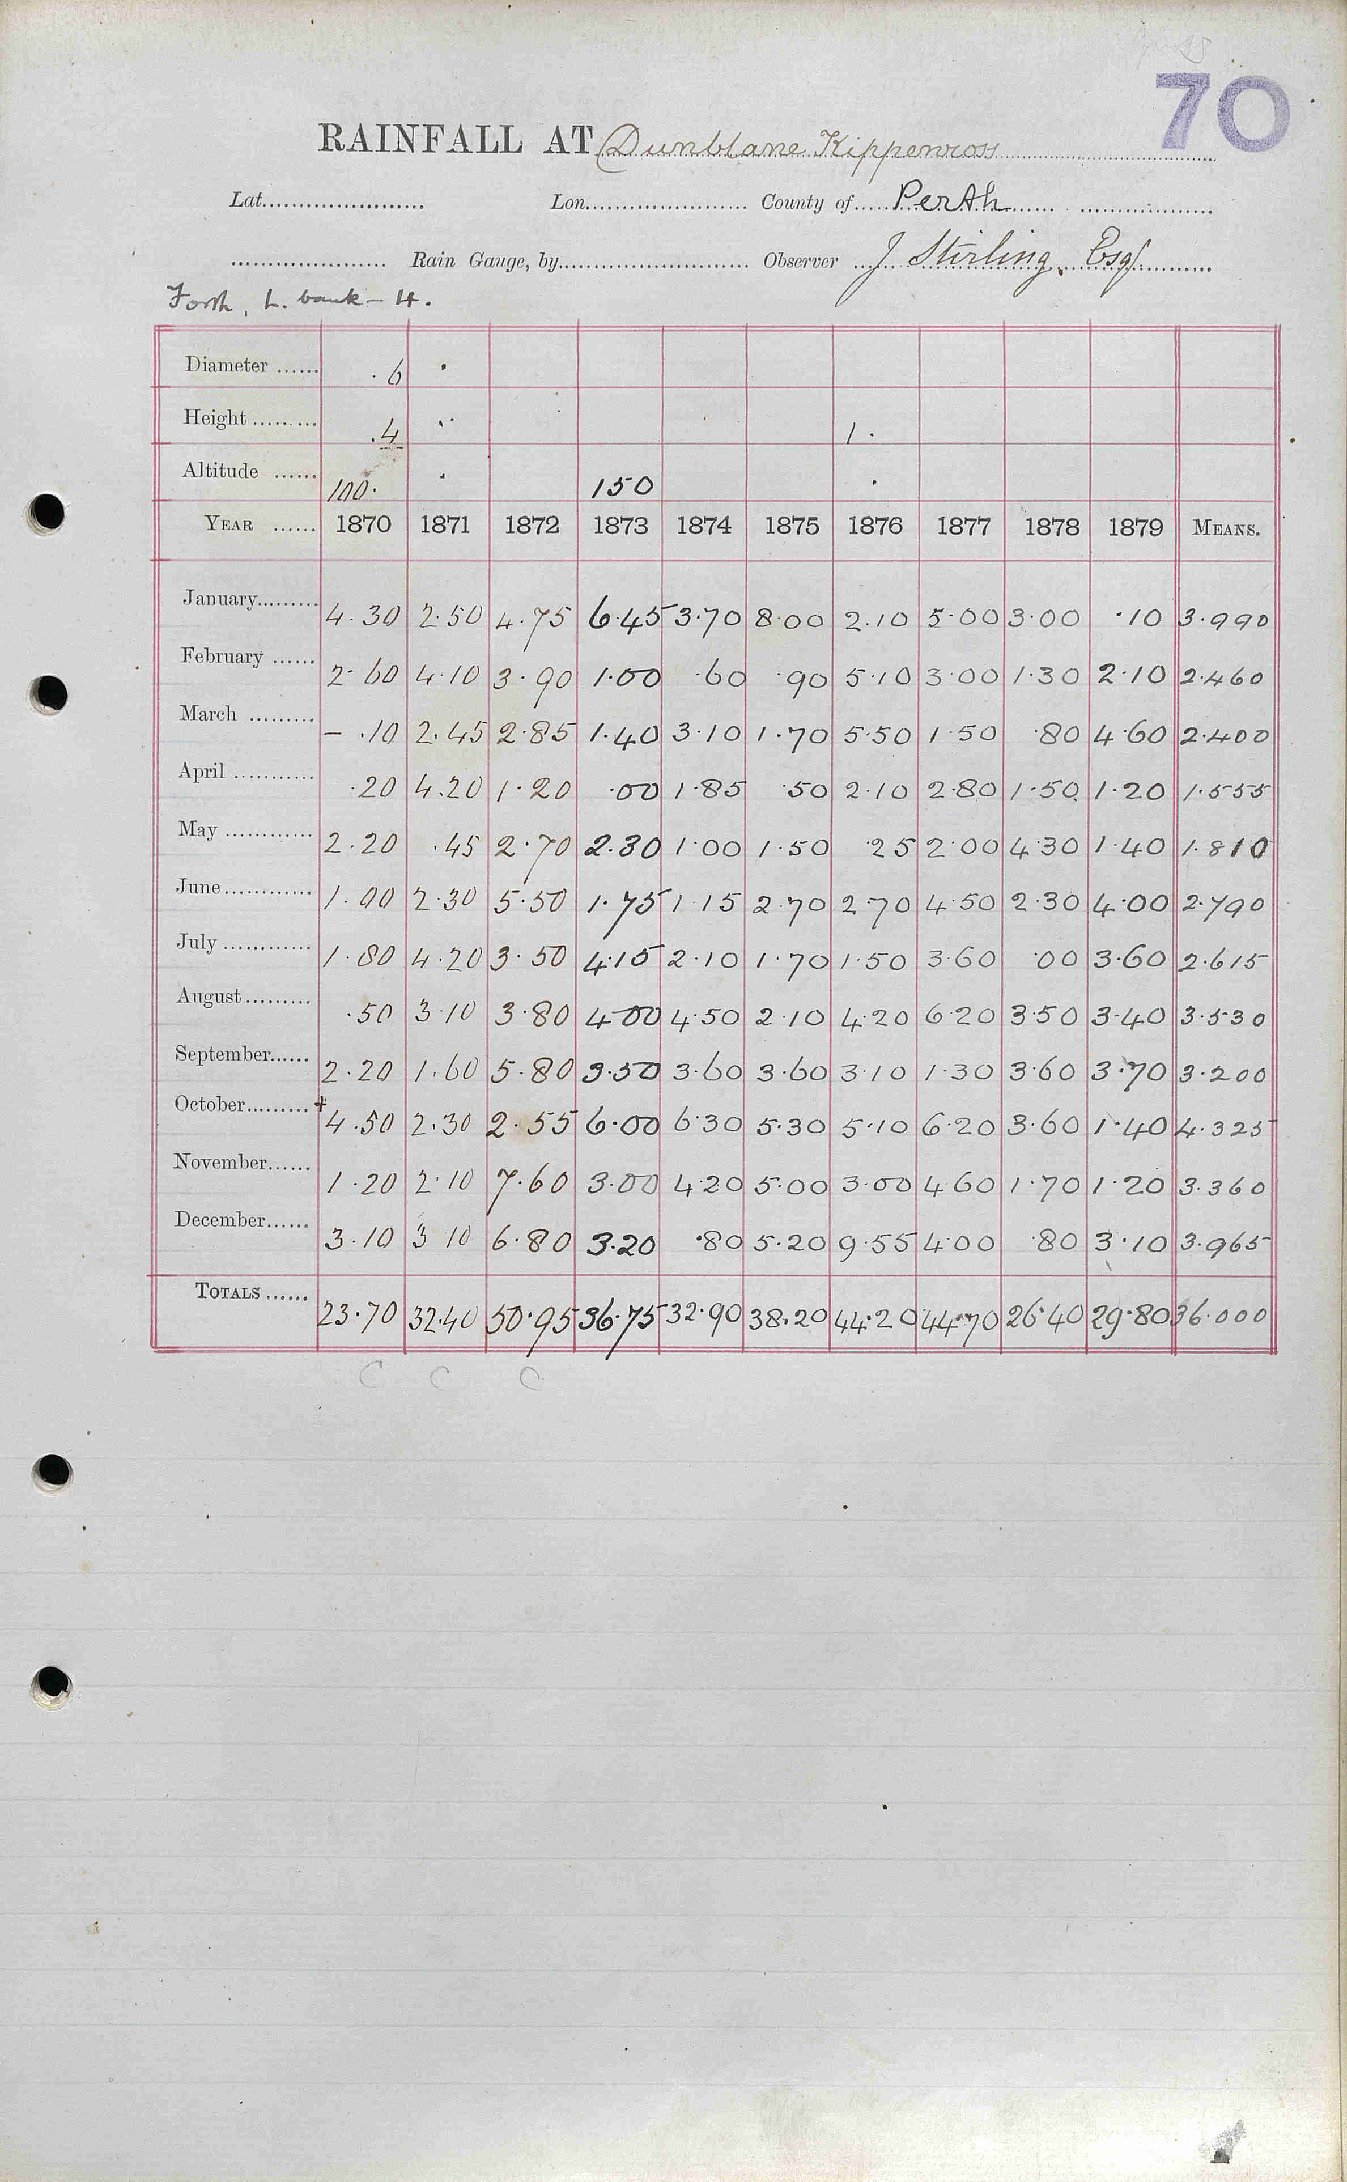 70
RAINFALL AT Dunblane Kippenross
Lat. Lon. County of Perth
Rain Gauge, by Observer J Stirling, Esq
Forth, L. bank - 4.
Diameter ...... .6
Height ......... .4 1.
Altitude ...... 100. 150
YEAR ...... 1870 1871 1872 1873 1874 1875 1876 1877 1878 1879 MEANS.
January......... 4.30 2.50 4.75 6.45 3.70 8.00 2.10 5.00 3.00 .10 3.990
February ...... 2.60 4.10 3.90 1.00 .60 .90 5.10 3.00 1.30 2.10 2.460
March ......... - .10 2.45 2.85 1.40 3.10 1.70 5.50 1.50 .80 4.60 2.400
April ............ .20 4.20 1.20 .00 1.85 .50 2.10 2.80 1.50 1.20 1.555
May ............ 2.20 .45 2.70 2.30 1.00 1.50 .25 2.00 4.30 1.40 1.810
June............ 1.00 2.30 5.50 1.75 1.15 2.70 2.70 4.50 2.30 4.00 2.790
July ............ 1.80 4.20 3.50 4.15 2.10 1.70 1.50 3.60 .00 3.60 2.615
August......... .50 3.10 3.80 4.00 4.50 2.10 4.20 6.20 3.50 3.40 3.530
September...... 2.20 1.60 5.80 3.50 3.60 3.60 3.10 1.30 3.60 3.70 3.200
October......... + 4.50 2.30 2.55 6.00 6.30 5.30 5.10 6.20 3.60 1.40 4.325
November...... 1.20 2.10 7.60 3.00 4.20 5.00 3.00 4.60 1.70 1.20 3.360
December...... 3.10 3 10 6.80 3.20 .80 5.20 9.55 4.00 .80 3.10 3.965
TOTALS ...... 23.70 32.40 50.95 36.75 32.90 38.20 44.20 44.70 26.40 29.80 36.000
C C C